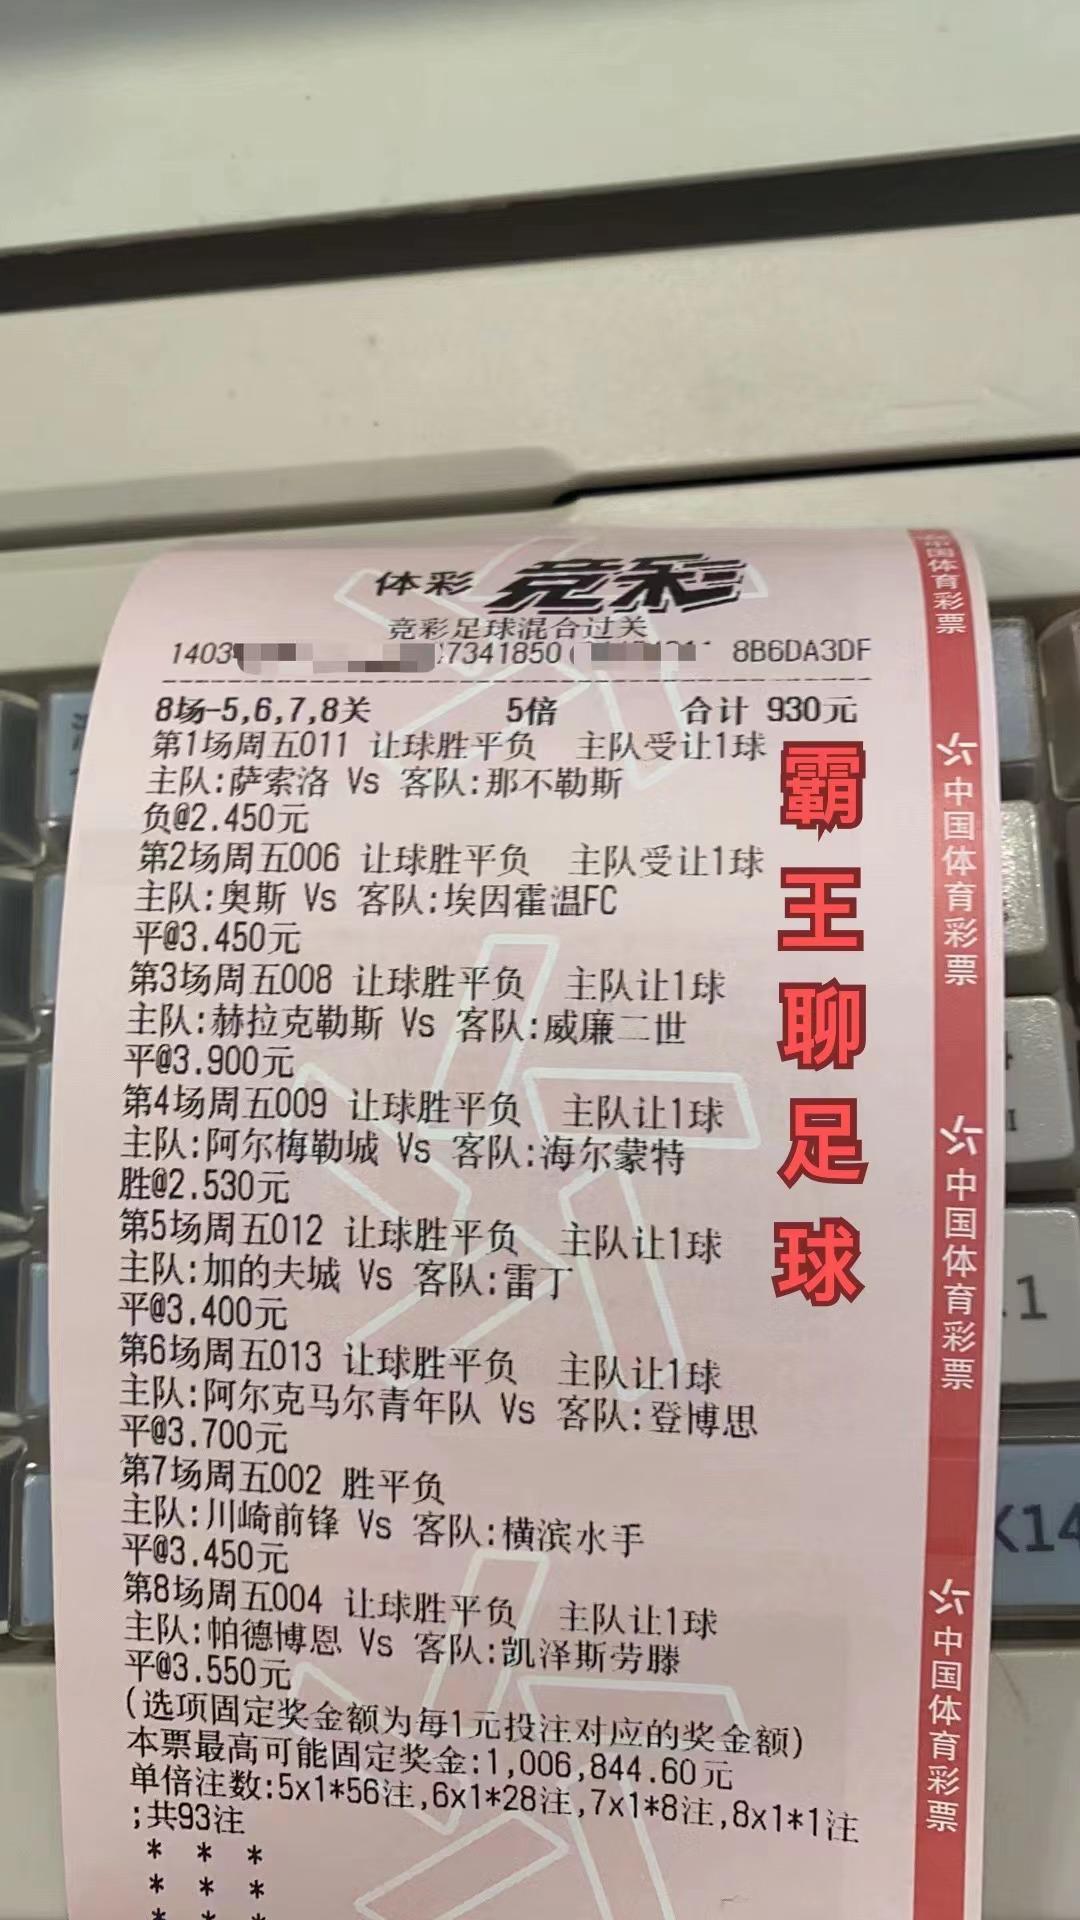 体彩 竞彩
竞彩足球混合过关
1403 7341850 8B6DA3DF
8场-5,6,7,8关 5倍 合计 930元
第1场周五011 让球胜平负 主队受让1球
主队:萨索洛 Vs 客队:那不勒斯
负@2.450元
第2场周五006 让球胜平负 主队受让1球
主队:奥斯 Vs 客队:埃因霍温FC
平@3.450元
第3场周五008 让球胜平负 主队让1球
主队:赫拉克勒斯 Vs 客队:威廉二世
平@3.900元
第4场周五009 让球胜平负 主队让1球
主队:阿尔梅勒城 Vs 客队:海尔蒙特
胜@2.530元
第5场周五012 让球胜平负 主队让1球
主队:加的夫城 Vs 客队:雷丁
平@3.400元
第6场周五013 让球胜平负 主队让1球
主队:阿尔克马尔青年队 Vs 客队:登博思
平@3.700元
第7场周五002 胜平负
主队:川崎前锋 Vs 客队:横滨水手
平@3.450元
第8场周五004 让球胜平负 主队让1球
主队:帕德博恩 Vs 客队:凯泽斯劳滕
平@3.550元
(选项固定奖金额为每1元投注对应的奖金额)
本票最高可能固定奖金:1,006,844.60元
单倍注数:5x1*56注,6x1*28注,7x1*8注,8x1*1注
;共93注
* * *
* * *
* * *
霸王聊足球
中国体育彩票
中国体育彩票
中国体育彩票
中国体育彩票
1
X14